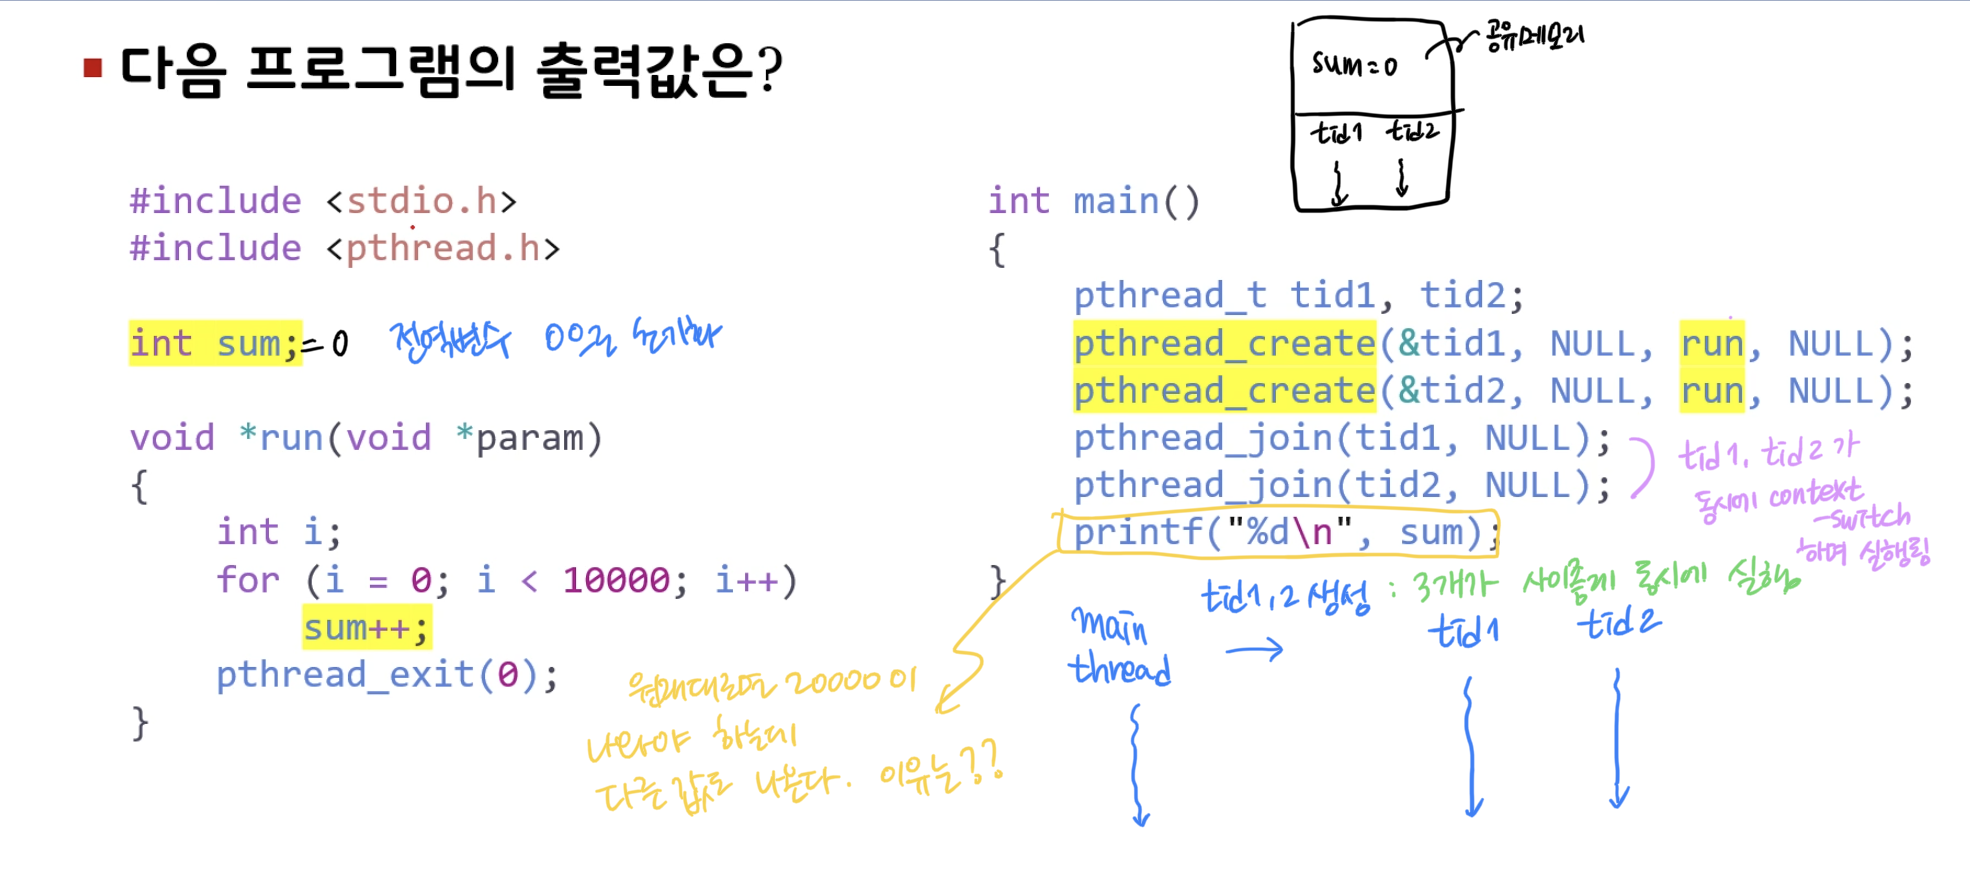 ▪ 다음 프로그램의 출력값은?
sum=0
공유메모리
tid1 tid2
#include <stdio.h>
#include <pthread.h>
int sum;=0 전역변수 0으로 초기화
void *run(void *param)
{
int i;
for (i = 0; i < 10000; i++)
sum++;
pthread_exit(0);
}
원래대로면 20000이
나와야 하는데
다른 값으로 나온다. 이유는??
int main()
{
pthread_t tid1, tid2;
pthread_create(&tid1, NULL, run, NULL);
pthread_create(&tid2, NULL, run, NULL);
pthread_join(tid1, NULL);
pthread_join(tid2, NULL);
printf("%d\n", sum);
}
tid1, tid2가
동시에 context
-switch
하며 실행됨
tid1,2 생성 : 3개가 사이좋게 동시에 실행
main
thread
→
tid1
tid2